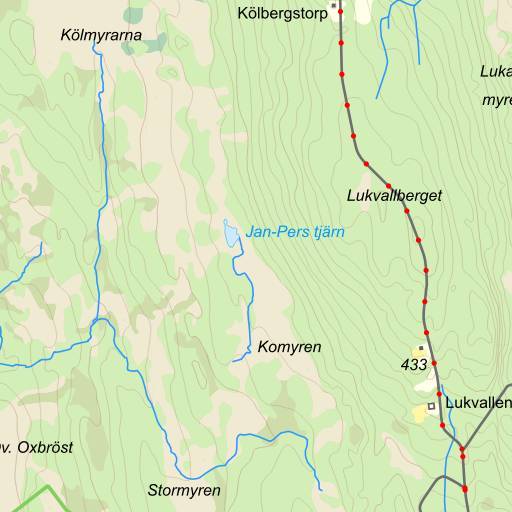 Kölbergstorp
Kölmyrarna
Luka
myre
Lukvallberget
Jan-Pers tjärn
Komyren
433
Lukvallen
v. Oxbröst
Stormyren